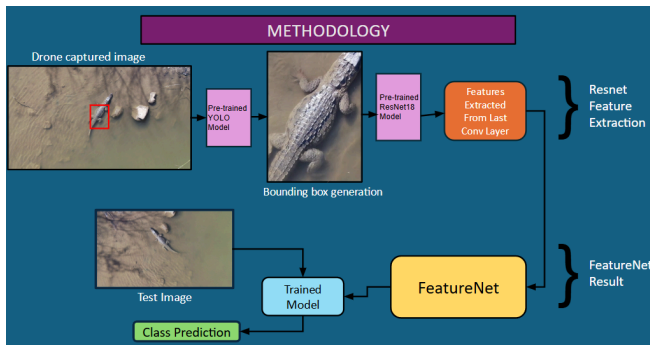 METHODOLOGY
Drone captured image
Pre-trained
YOLO
Model
Bounding box generation
Pre-trained
ResNet18
Model
Features
Extracted
From Last
Conv Layer
Resnet
Feature
Extraction
Test Image
Trained
Model
Class Prediction
FeatureNet
FeatureNet
Result